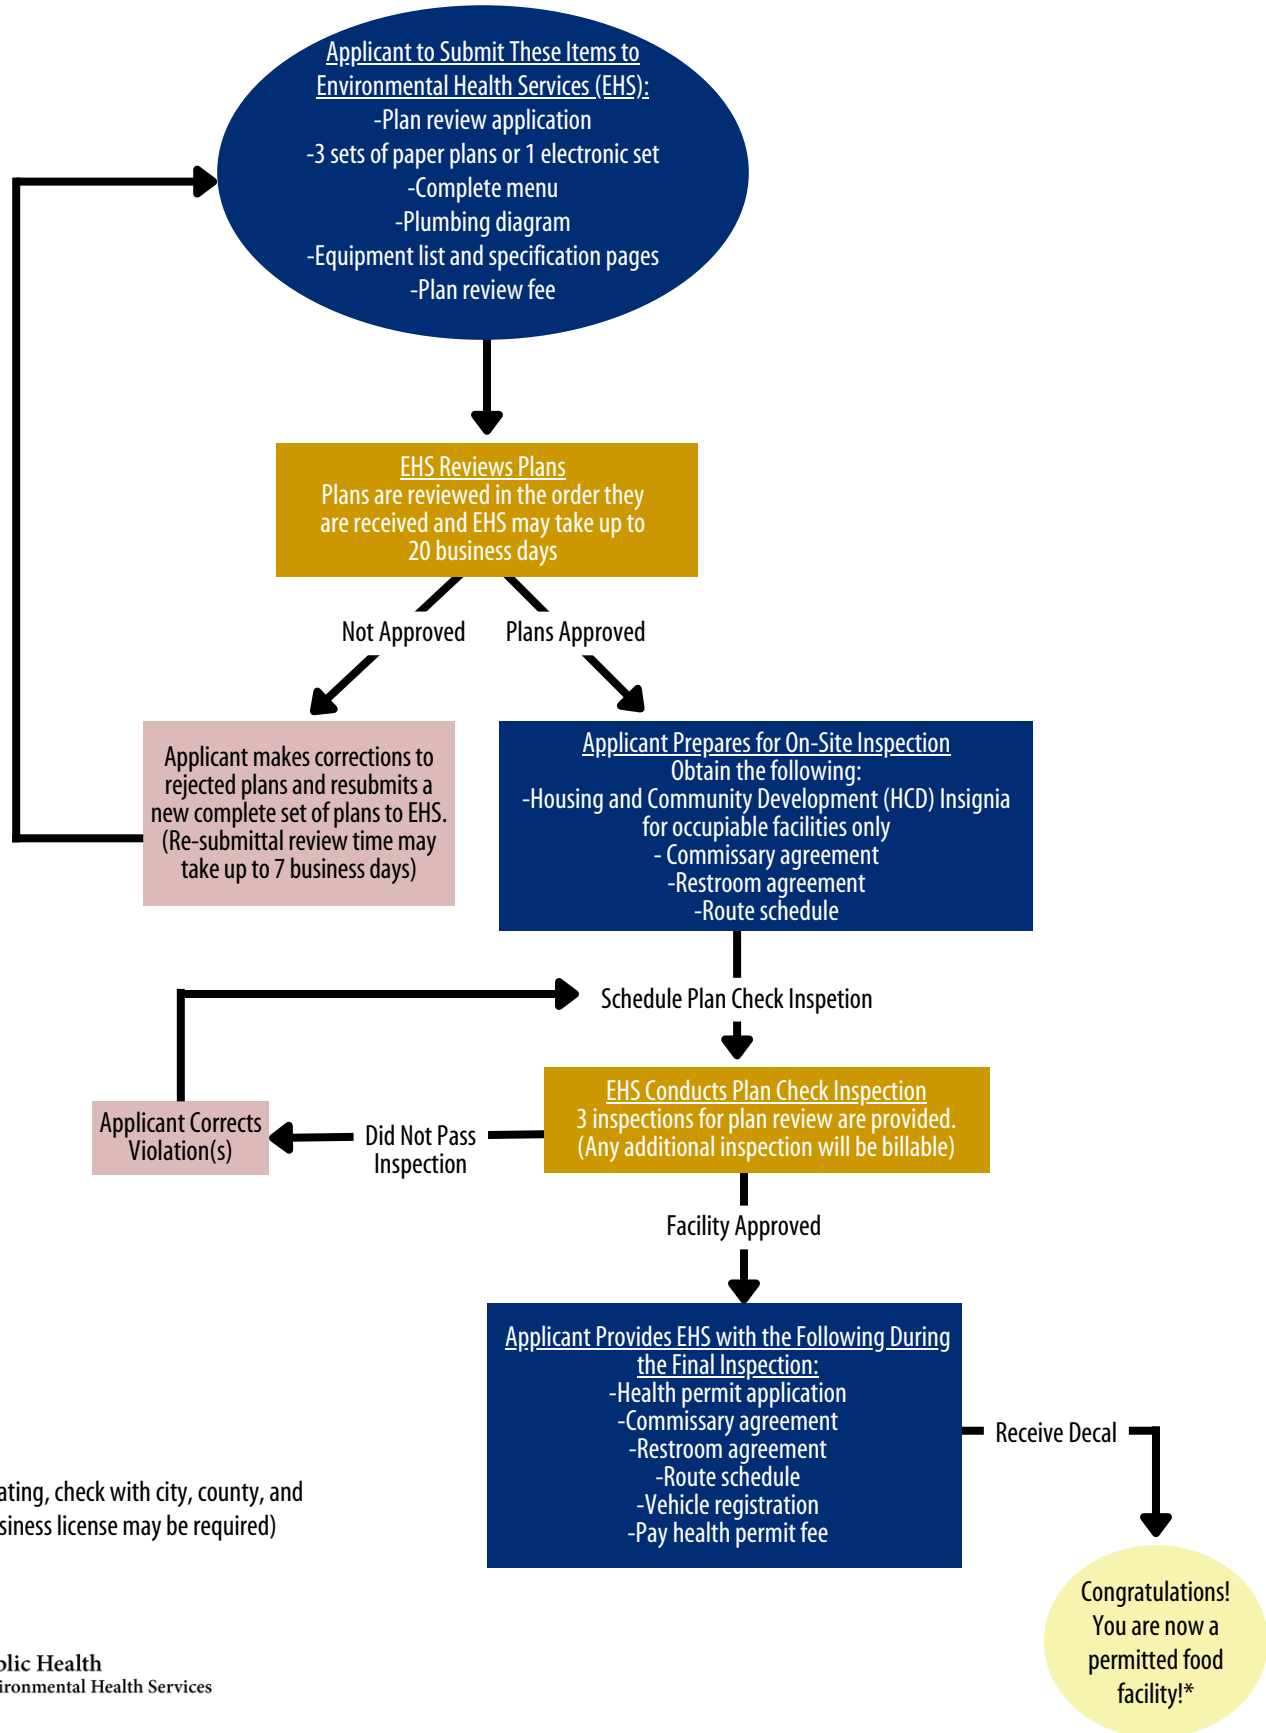 Applicant to Submit These Items to
Environmental Health Services (EHS):
-Plan review application
-3 sets of paper plans or 1 electronic set
-Complete menu
-Plumbing diagram
-Equipment list and specification pages
-Plan review fee
EHS Reviews Plans
Plans are reviewed in the order they
are received and EHS may take up to
20 business days
Not Approved
Plans Approved
Applicant makes corrections to
rejected plans and resubmits a
new complete set of plans to EHS.
(Re-submittal review time may
take up to 7 business days)
Applicant Prepares for On-Site Inspection
Obtain the following:
-Housing and Community Development (HCD) Insignia
for occupiable facilities only
- Commissary agreement
-Restroom agreement
-Route schedule
Schedule Plan Check Inspetion
EHS Conducts Plan Check Inspection
3 inspections for plan review are provided.
(Any additional inspection will be billable)
Did Not Pass
Inspection
Applicant Corrects
Violation(s)
Facility Approved
Applicant Provides EHS with the Following During
the Final Inspection:
-Health permit application
-Commissary agreement
-Restroom agreement
-Route schedule
-Vehicle registration
-Pay health permit fee
Receive Decal
Congratulations!
You are now a
permitted food
facility!*
ating, check with city, county, and
siness license may be required)
blic Health
ironmental Health Services